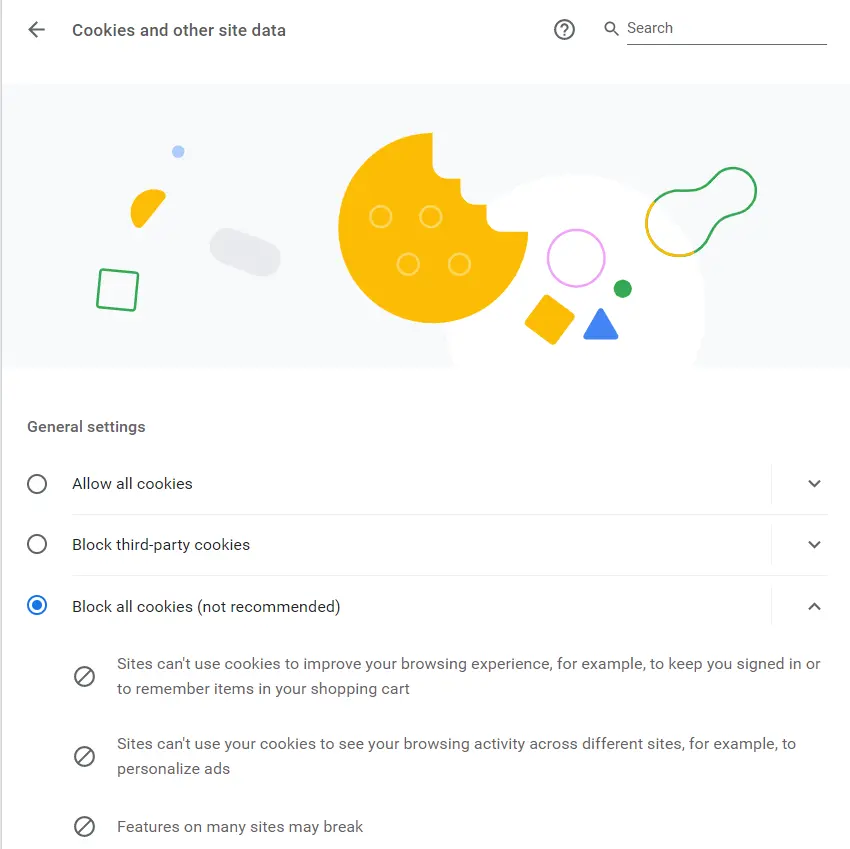 Cookies and other site data
Search
General settings
Allow all cookies
Block third-party cookies
Block all cookies (not recommended)
Sites can't use cookies to improve your browsing experience, for example, to keep you signed in or
to remember items in your shopping cart
Sites can't use your cookies to see your browsing activity across different sites, for example, to
personalize ads
Features on many sites may break